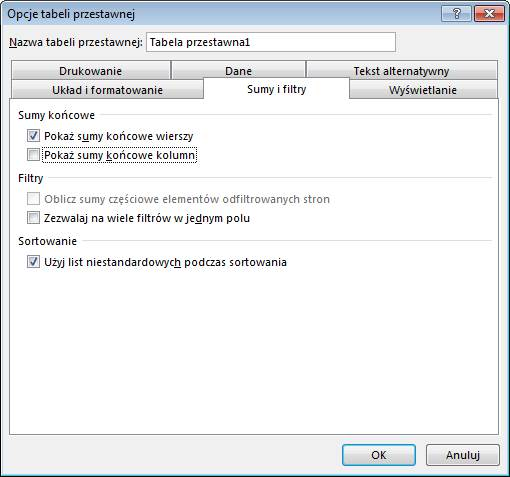 Opcje tabeli przestawnej
Nazwa tabeli przestawnej: Tabela przestawna1
Drukowanie Dane Tekst alternatywny
Układ i formatowanie Sumy i filtry Wyświetlanie
Sumy końcowe
Pokaż sumy końcowe wierszy
Pokaż sumy końcowe kolumn
Filtry
Oblicz sumy częściowe elementów odfiltrowanych stron
Zezwalaj na wiele filtrów w jednym polu
Sortowanie
Użyj list niestandardowych podczas sortowania
OK Anuluj